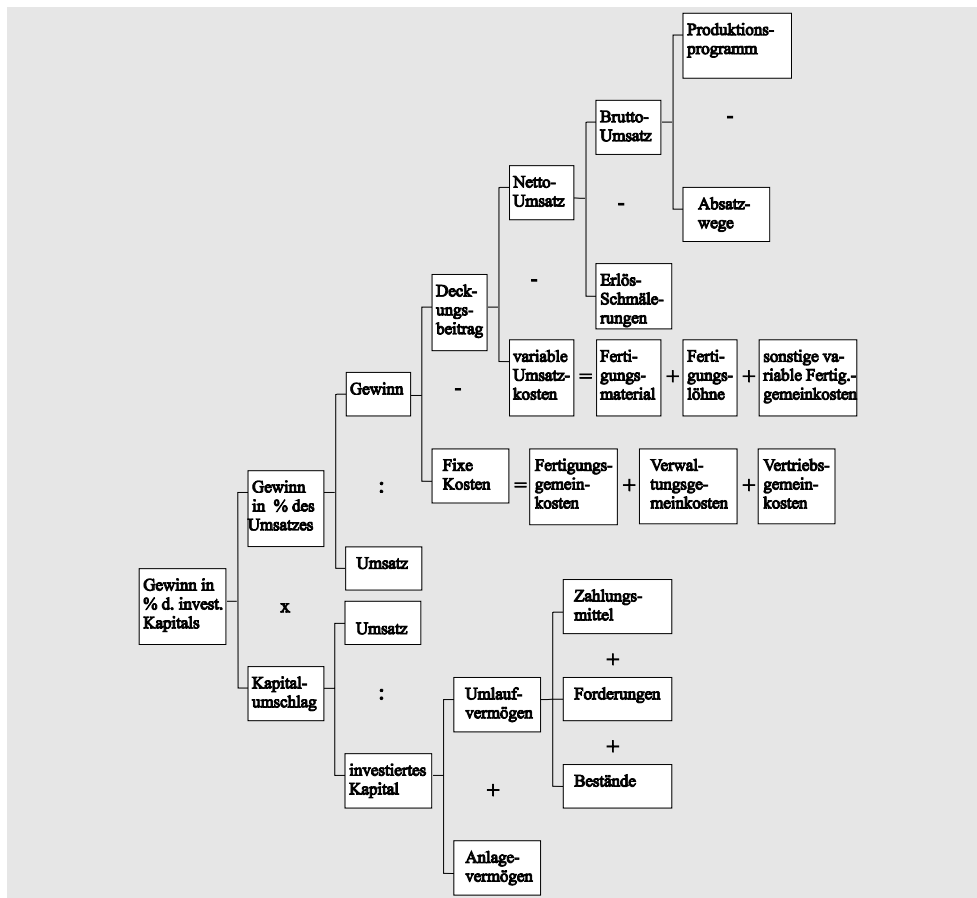 Produktions-
programm
-
Brutto-
Umsatz
Netto-
Umsatz
-
Absatz-
wege
Deck-
ungs-
beitrag
-
Erlös-
Schmäle-
rungen
variable
Umsatz-
kosten
=
Ferti-
gungs-
material
+
Ferti-
gungs-
löhne
+
sonstige va-
riable Fertig.-
gemeinkosten
Gewinn
-
Fixe
Kosten
=
Fertigungs-
gemein-
kosten
+
Verwal-
tungsge-
meinkosten
+
Vertriebs-
gemein-
kosten
Gewinn
in % des
Umsatzes
:
Umsatz
Gewinn in
% d. invest.
Kapitals
x
Umsatz
Zahlungs-
mittel
+
Kapital-
umschlag
:
Umlauf-
vermögen
Forderungen
+
investiertes
Kapital
+
Bestände
Anlage-
vermögen